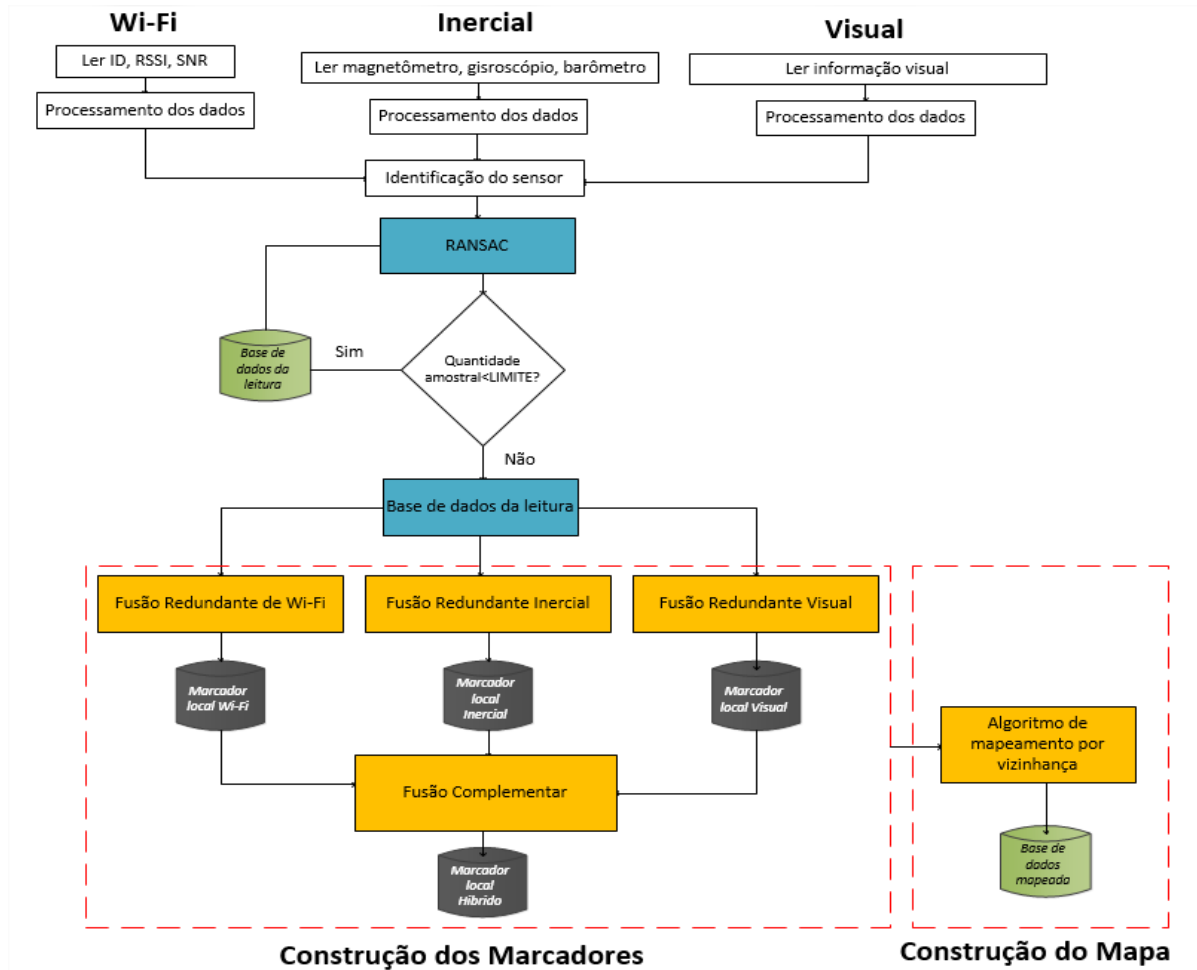 Wi-Fi
Inercial
Visual
Ler ID, RSSI, SNR
Ler magnetômetro, gisroscópio, barômetro
Ler informação visual
Processamento dos dados
Processamento dos dados
Processamento dos dados
Identificação do sensor
RANSAC
Base de
dados da
leitura
Sim
Quantidade
amostral<LIMITE?
Não
Base de dados da leitura
Fusão Redundante de Wi-Fi
Fusão Redundante Inercial
Fusão Redundante Visual
Marcador
local Wi-Fi
Marcador
local
Inercial
Marcador
local Visual
Fusão Complementar
Marcador
local
Híbrido
Algoritmo de
mapeamento por
vizinhança
Base de
dados
mapeada
Construção dos Marcadores
Construção do Mapa